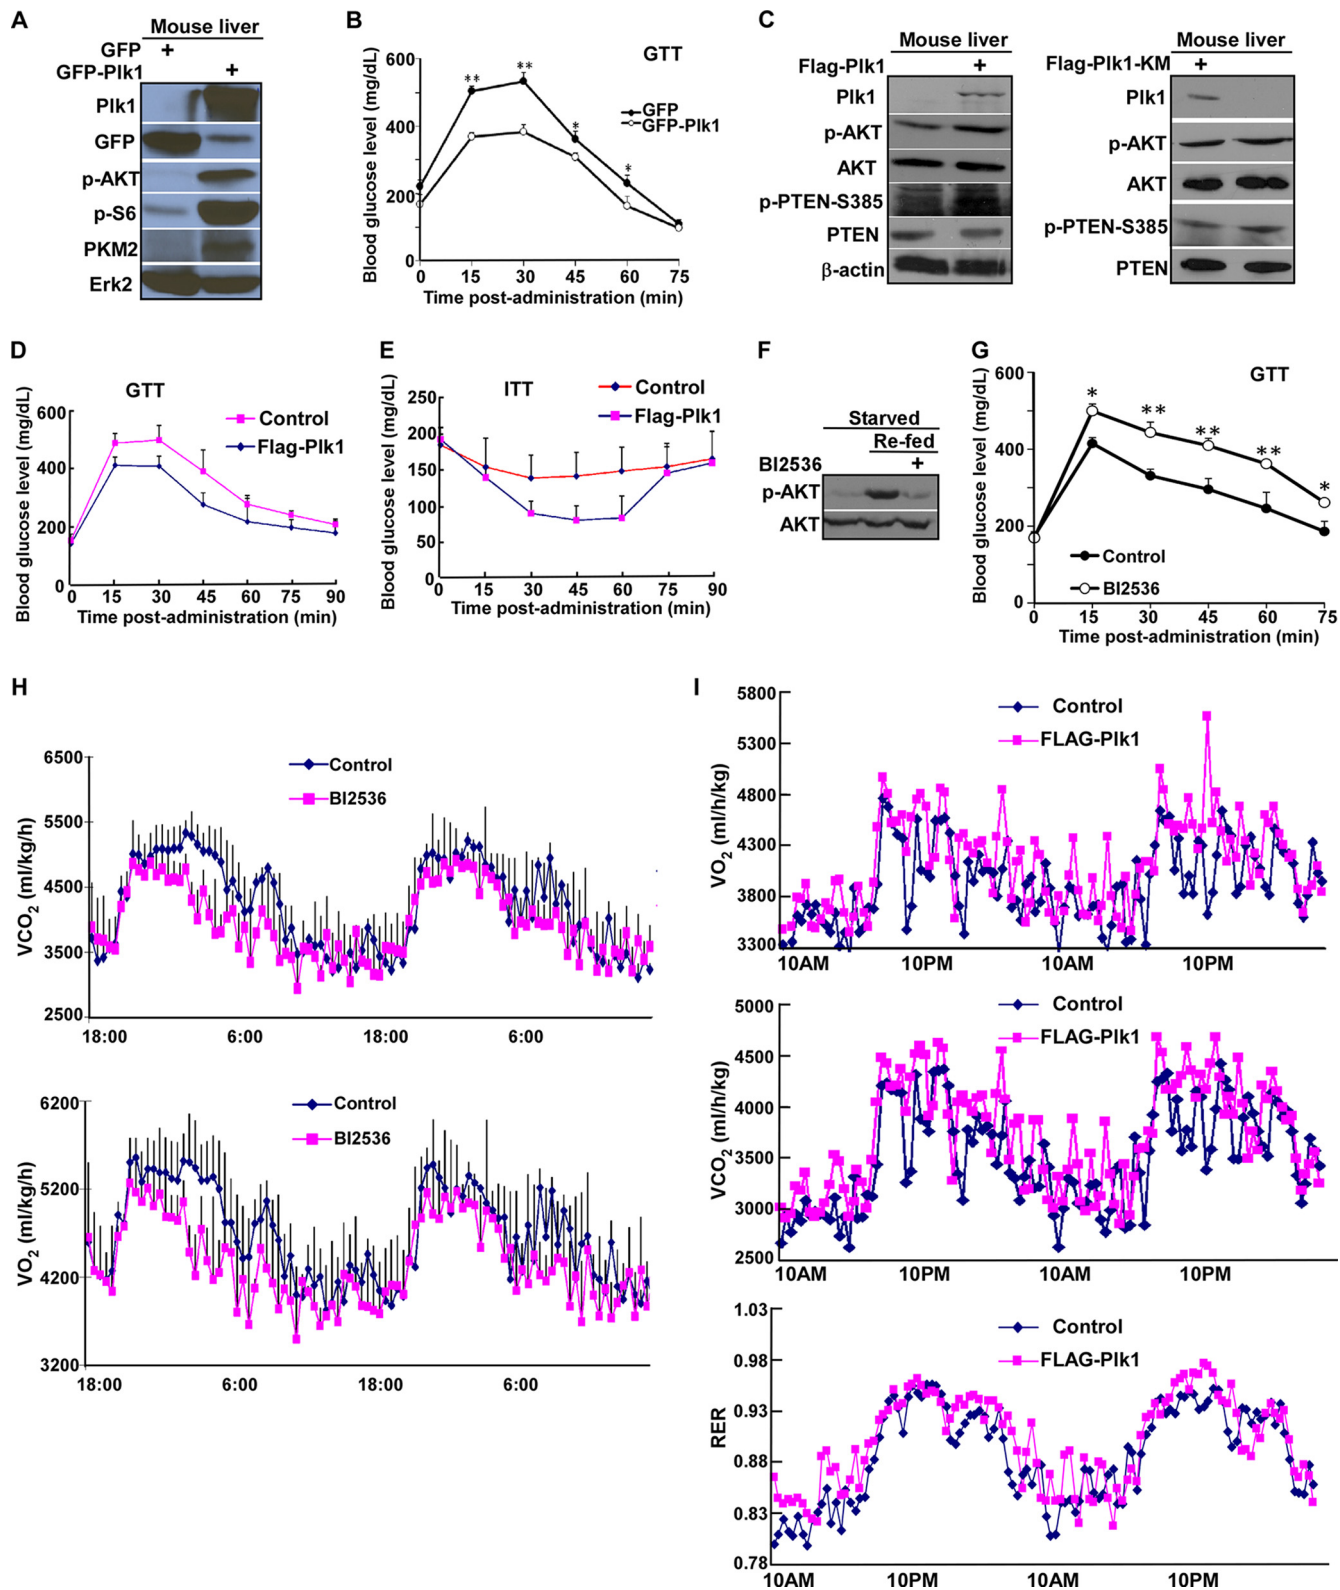 A
Mouse liver
GFP +
GFP-Plk1 +
Plk1
GFP
p-AKT
p-S6
PKM2
Erk2
B
GTT
Blood glucose level (mg/dL)
600
400
200
0
** ** * *
GFP
GFP-Plk1
0 15 30 45 60 75
Time post-administration (min)
C
Mouse liver
Flag-Plk1 +
Plk1
p-AKT
AKT
p-PTEN-S385
PTEN
β-actin
Mouse liver
Flag-Plk1-KM +
Plk1
p-AKT
AKT
p-PTEN-S385
PTEN
D
GTT
Blood glucose level (mg/dL)
600
400
200
0
Control
Flag-Plk1
0 15 30 45 60 75 90
Time post-administration (min)
E
ITT
Blood glucose level (mg/dL)
250
200
150
100
50
0
Control
Flag-Plk1
0 15 30 45 60 75 90
Time post-administration (min)
F
Starved
Re-fed
BI2536 +
p-AKT
AKT
G
GTT
Blood glucose level (mg/dL)
600
400
200
0
* ** ** ** *
Control
BI2536
0 15 30 45 60 75
Time post-administration (min)
H
VCO2 (ml/kg/h)
6500
5500
4500
3500
2500
Control
BI2536
18:00 6:00 18:00 6:00
VO2 (ml/kg/h)
6200
5200
4200
3200
Control
BI2536
18:00 6:00 18:00 6:00
I
VO2 (ml/h/kg)
5800
5300
4800
4300
3800
3300
Control
FLAG-Plk1
10AM 10PM 10AM 10PM
VCO2 (ml/h/kg)
5000
4500
4000
3500
3000
2500
Control
FLAG-Plk1
10AM 10PM 10AM 10PM
RER
1.03
0.98
0.93
0.88
0.83
0.78
Control
FLAG-Plk1
10AM 10PM 10AM 10PM